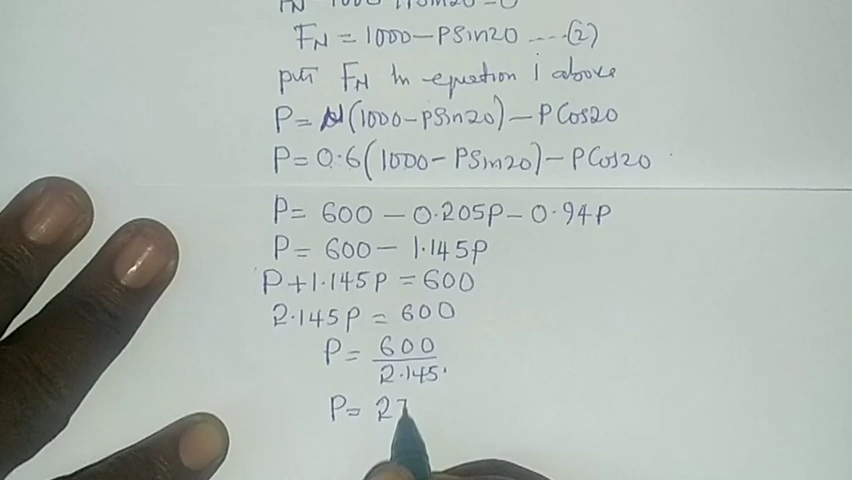 FN = 1000 - PSin20 ---- (2)
put FN In equation 1 above
P = (1000 - PSin20) - PCos20
P = 0.6(1000 - PSin20) - PCos20
P = 600 - 0.205P - 0.94P
P = 600 - 1.145P
P + 1.145P = 600
2.145P = 600
P = 600
2.145
P = 27